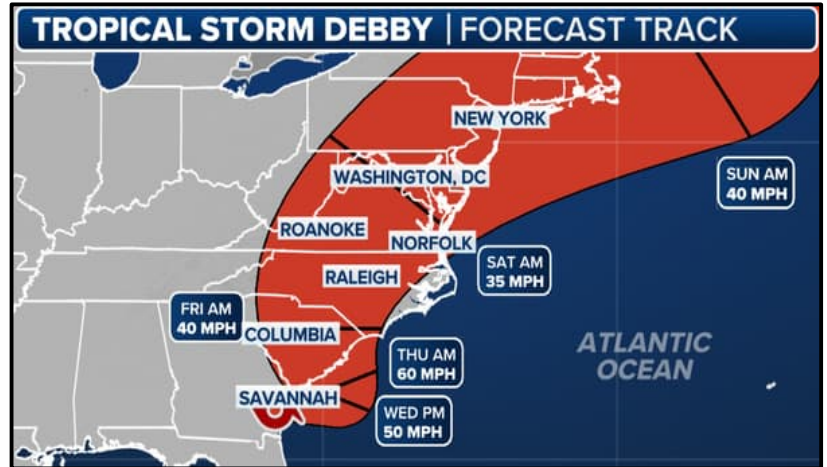 TROPICAL STORM DEBBY | FORECAST TRACK
NEW YORK
WASHINGTON, DC
SUN AM
40 MPH
ROANOKE
NORFOLK
RALEIGH
SAT AM
35 MPH
FRI AM
40 MPH
COLUMBIA
ATLANTIC
OCEAN
THU AM
60 MPH
SAVANNAH
WED PM
50 MPH